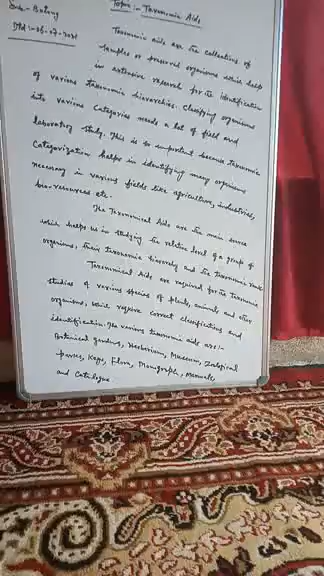 Sub:- Botany
Topic :- Taxonomic Aids
Dtd :- 06-07-2021
Taxonomic aids are the collections of
samples or preserved organisms which help
in extensive research for the identification
of various taxonomic hierarchies. Classifying organisms
into various categories needs a lot of field and
laboratory study. This is so important because taxonomic
Categorization helps in identifying many organisms
necessary in various fields like agriculture, industries,
bio-resources etc.
The Taxonomical Aids are the main source
which helps us in studying the relative level of a group of
organisms, their taxonomic hierarchy and the taxonomic rank.
Taxonomical Aids are required for the Taxonomic
studies of various species of plants, animals, and other
organisms, which require correct classification and
identification. The various taxonomic aids are:-
Botanical gardens, Herbarium, Museum, Zoological
parks, Keys, Flora, Monograph, Manuals,
and Catalogue